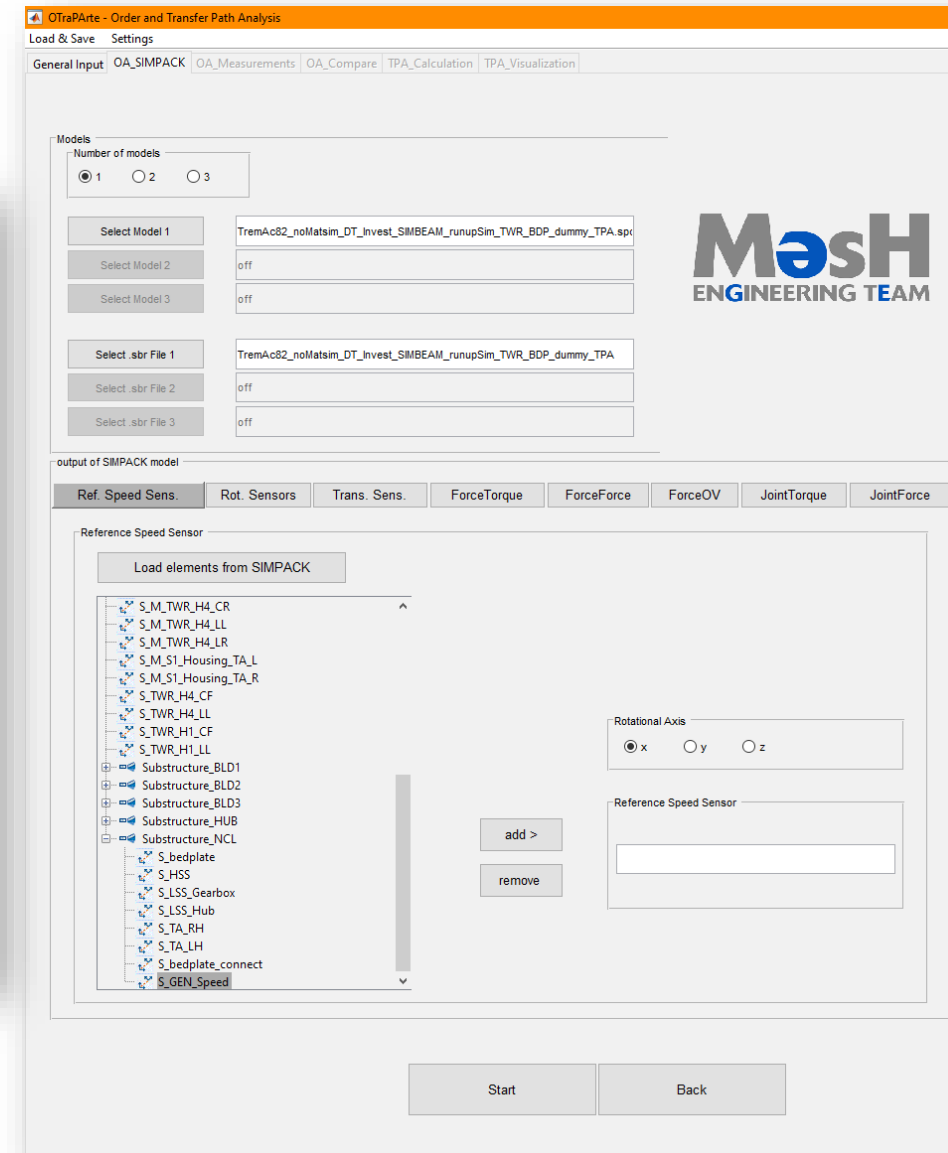 OTraPArte - Order and Transfer Path Analysis
Load & Save Settings
General Input OA_SIMPACK OA_Measurements OA_Compare TPA_Calculation TPA_Visualization
Models
Number of models
1 2 3
Select Model 1 TremAc82_noMatsim_DT_Invest_SIMBEAM_runupSim_TWR_BDP_dummy_TPA.sp
Select Model 2 off
Select Model 3 off
MəsH
ENGINEERING TEAM
Select .sbr File 1 TremAc82_noMatsim_DT_Invest_SIMBEAM_runupSim_TWR_BDP_dummy_TPA
Select .sbr File 2 off
Select .sbr File 3 off
output of SIMPACK model
Ref. Speed Sens. Rot. Sensors Trans. Sens. ForceTorque ForceForce ForceOV JointTorque JointForce
Reference Speed Sensor
Load elements from SIMPACK
S_M_TWR_H4_CR
S_M_TWR_H4_LL
S_M_TWR_H4_LR
S_M_S1_Housing_TA_L
S_M_S1_Housing_TA_R
S_TWR_H4_CF
S_TWR_H4_LL
S_TWR_H1_CF
S_TWR_H1_LL
Substructure_BLD1
Substructure_BLD2
Substructure_BLD3
Substructure_HUB
Substructure_NCL
S_bedplate
S_HSS
S_LSS_Gearbox
S_LSS_Hub
S_TA_RH
S_TA_LH
S_bedplate_connect
S_GEN_Speed
add >
remove
Rotational Axis
x y z
Reference Speed Sensor
Start Back